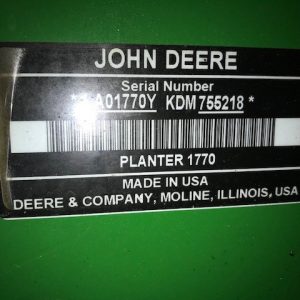 JOHN DEERE
Serial Number
A01770Y KDM755218 *
PLANTER 1770
MADE IN USA
DEERE & COMPANY, MOLINE, ILLINOIS, USA